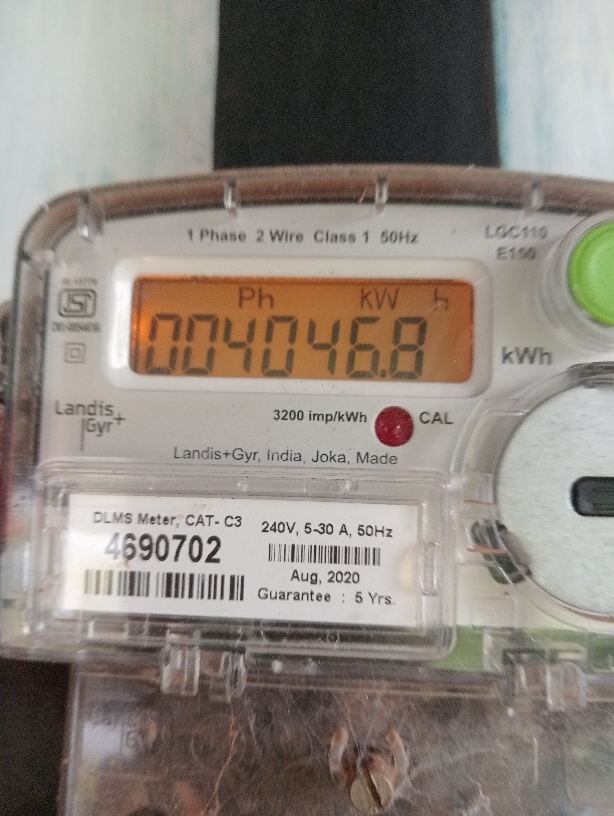 1 Phase 2 Wire Class 1 50Hz
LGC110
E150
Ph kW h
004046.8
kWh
Landis
Gyr+
3200 imp/kWh
CAL
Landis+Gyr, India, Joka, Made
DLMS Meter, CAT- C3
4690702
240V, 5-30 A, 50Hz
Aug, 2020
Guarantee : 5 Yrs.